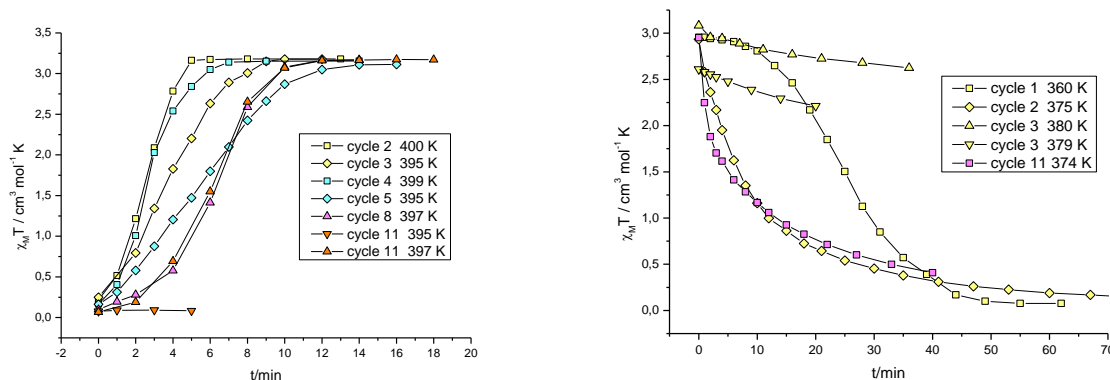 3,5
3,0
2,5
2,0
1,5
1,0
0,5
0,0
χMT / cm³ mol⁻¹ K
-2 0 2 4 6 8 10 12 14 16 18 20
t/min
cycle 2 400 K
cycle 3 395 K
cycle 4 399 K
cycle 5 395 K
cycle 8 397 K
cycle 11 395 K
cycle 11 397 K
3,0
2,5
2,0
1,5
1,0
0,5
0,0
χMT / cm³ mol⁻¹ K
0 10 20 30 40 50 60 70
t/min
cycle 1 360 K
cycle 2 375 K
cycle 3 380 K
cycle 3 379 K
cycle 11 374 K